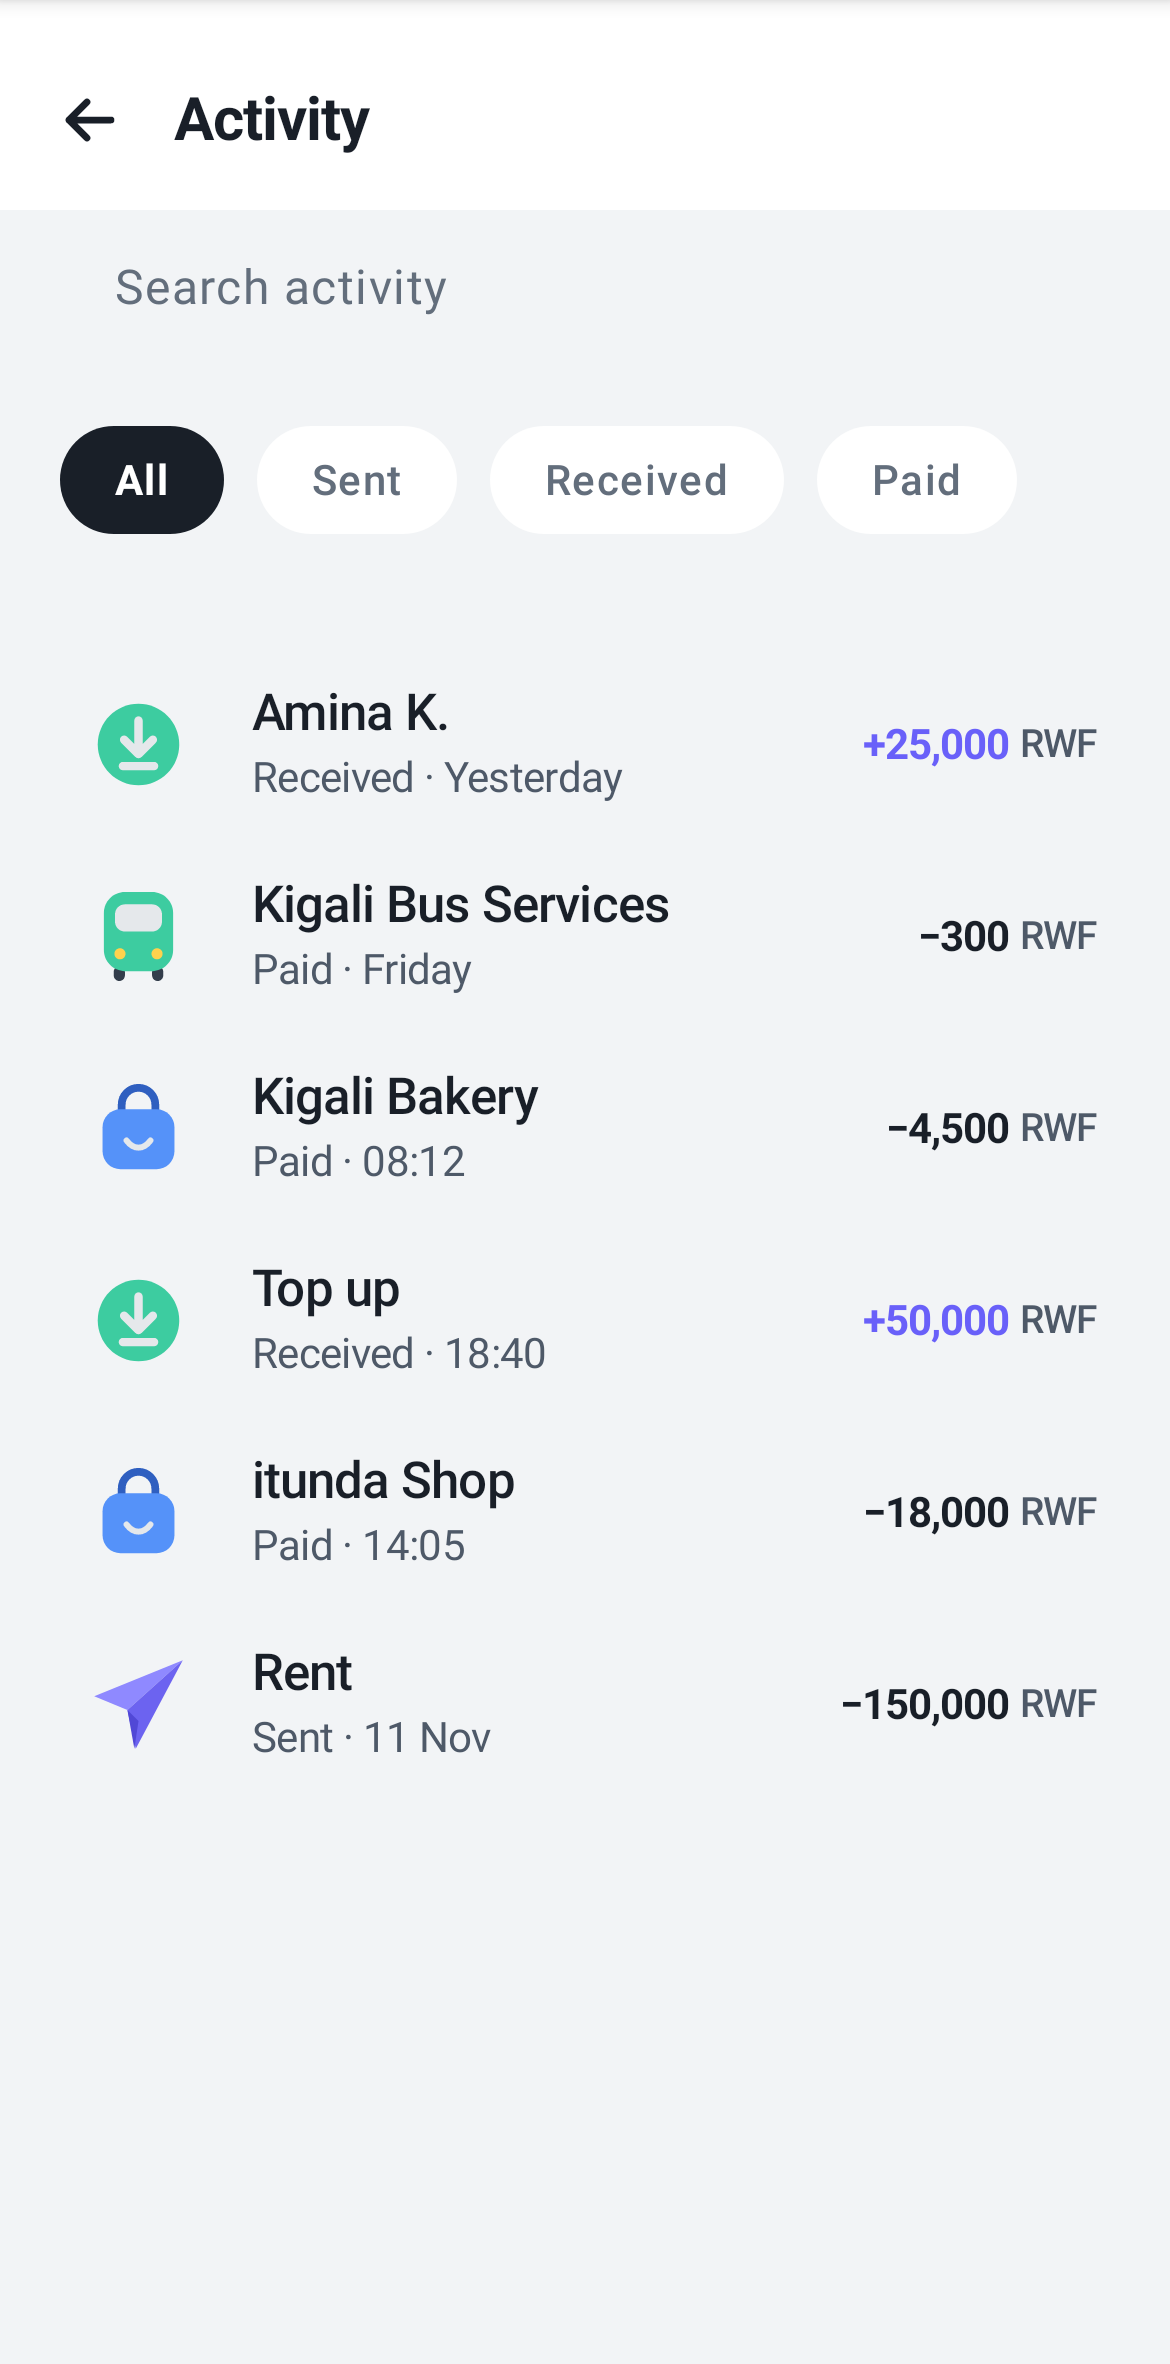 Activity
Search activity
All Sent Received Paid
Amina K.
Received · Yesterday
+25,000 RWF
Kigali Bus Services
Paid · Friday
−300 RWF
Kigali Bakery
Paid · 08:12
−4,500 RWF
Top up
Received · 18:40
+50,000 RWF
itunda Shop
Paid · 14:05
−18,000 RWF
Rent
Sent · 11 Nov
−150,000 RWF